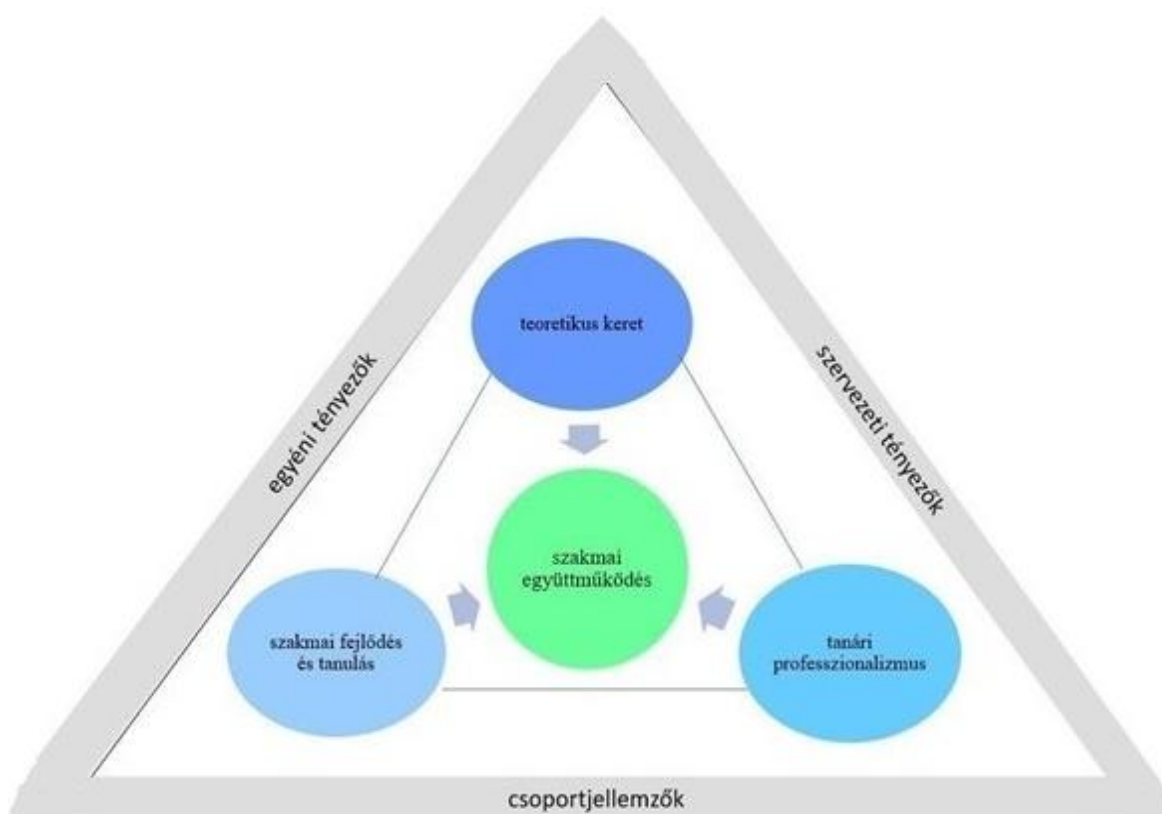 teoretikus keret
egyéni tényezők
szervezeti tényezők
szakmai
együttműködés
szakmai fejlődés
és tanulás
tanári
professzionalizmus
csoportjellemzők